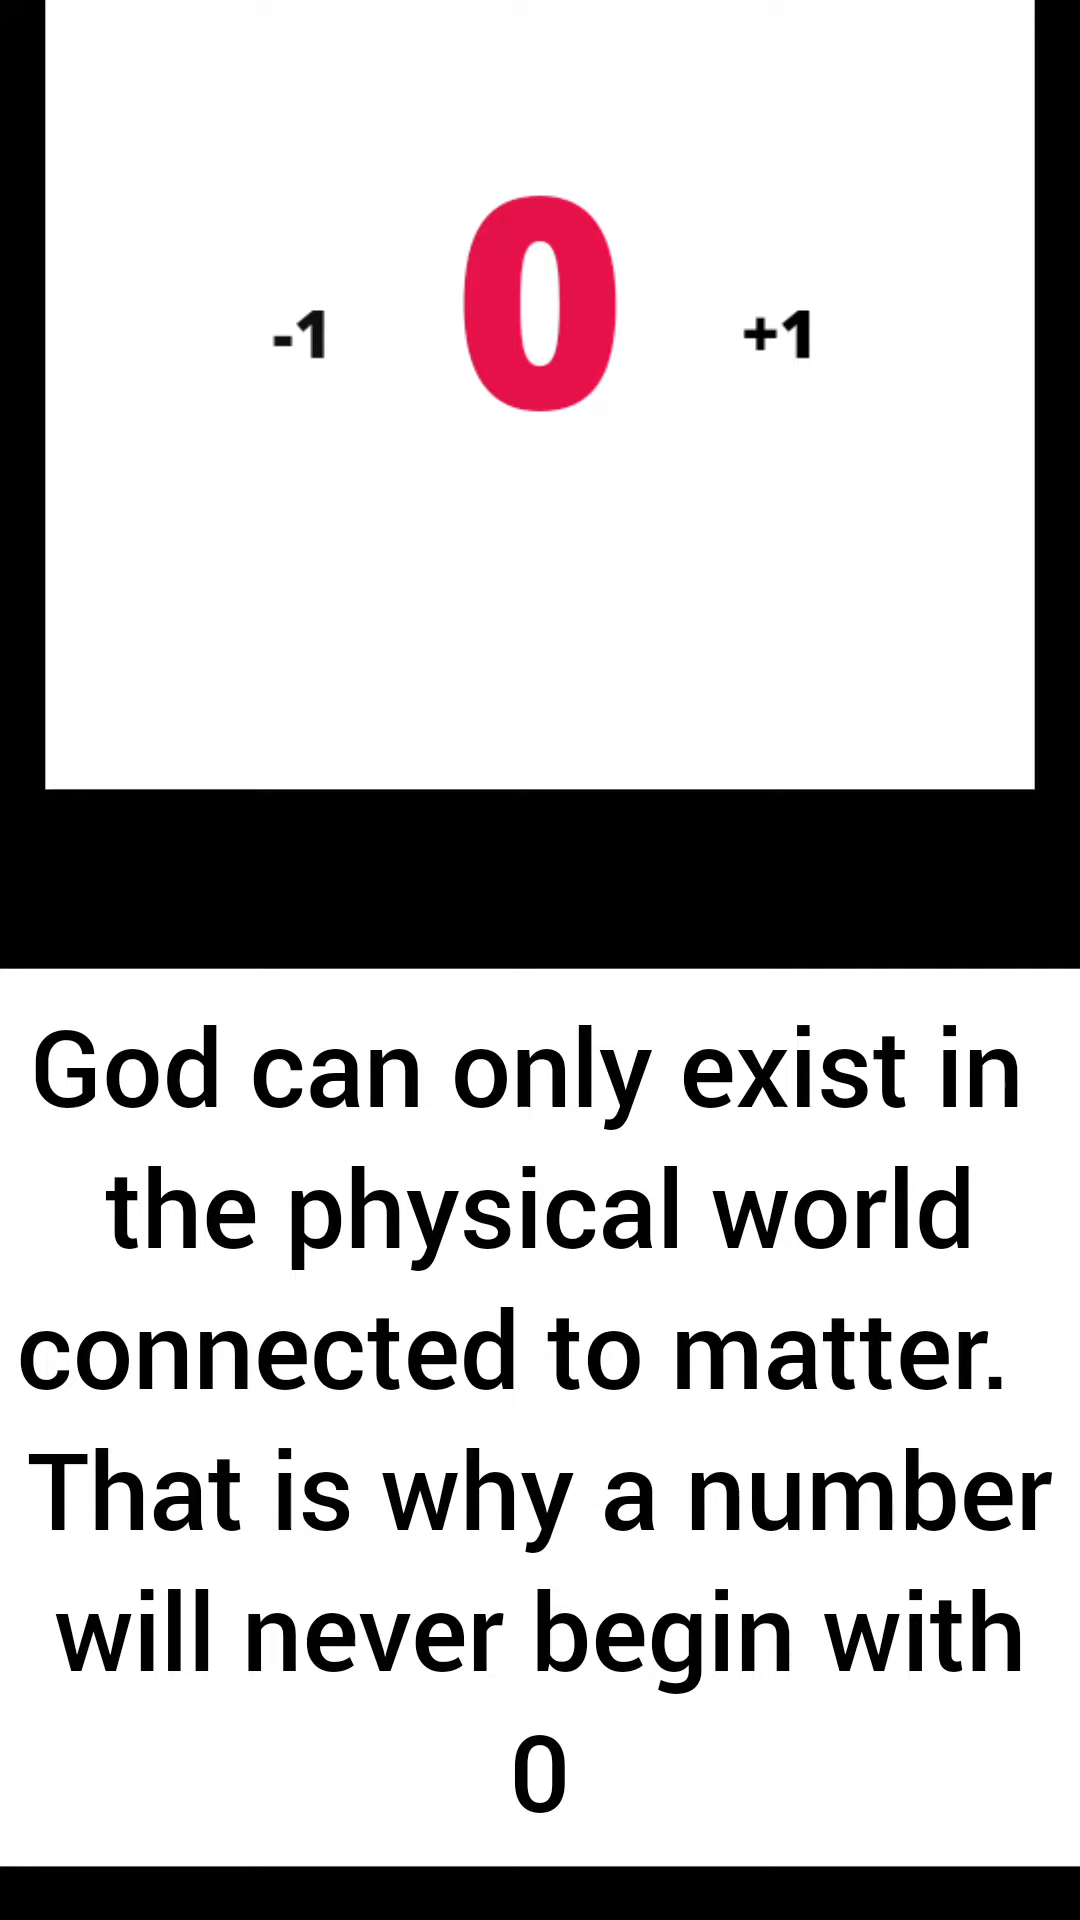 -1 0 +1
God can only exist in
the physical world
connected to matter.
That is why a number
will never begin with
0